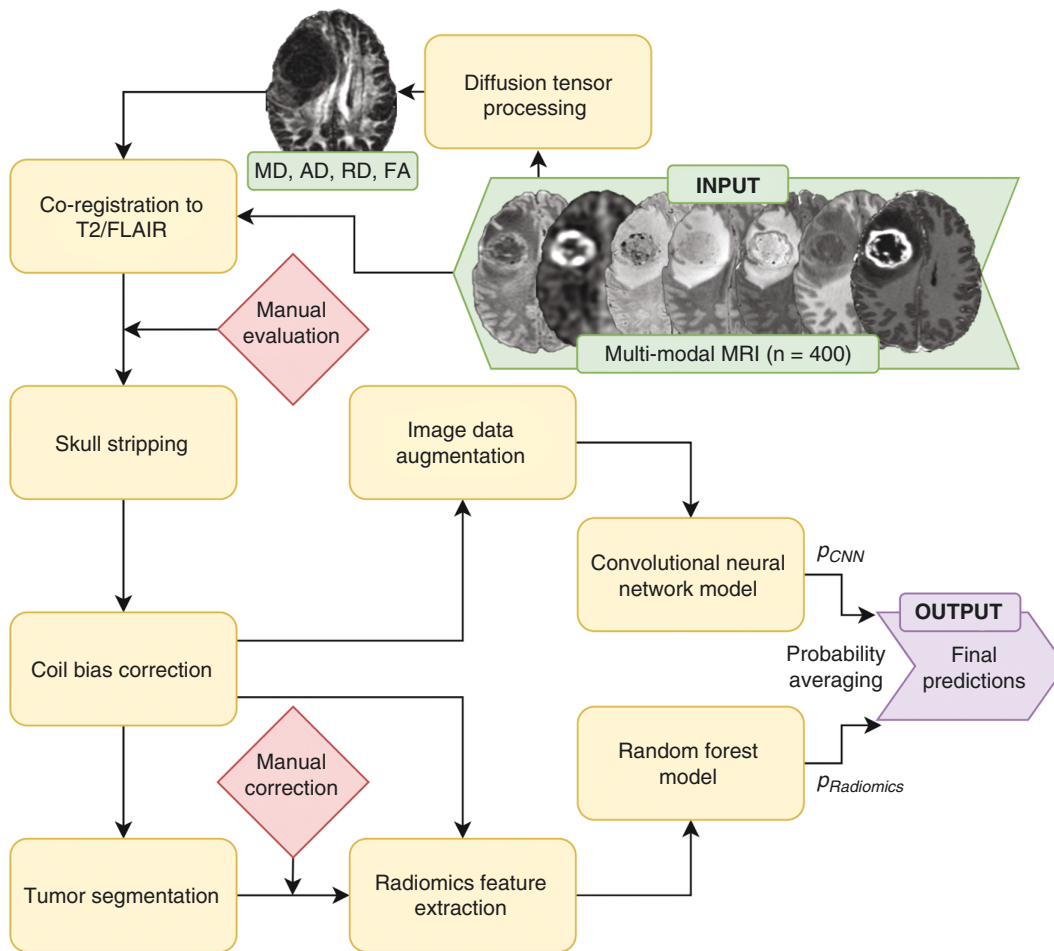 Diffusion tensor
processing
MD, AD, RD, FA
INPUT
Co-registration to
T2/FLAIR
Manual
evaluation
Multi-modal MRI (n = 400)
Skull stripping
Image data
augmentation
Convolutional neural
network model
pCNN
OUTPUT
Coil bias correction
Probability
averaging
Final
predictions
Manual
correction
Random forest
model
pRadiomics
Tumor segmentation
Radiomics feature
extraction